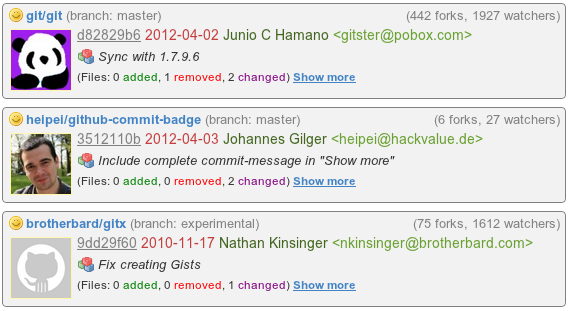 git/git (branch: master) (442 forks, 1927 watchers)
d82829b6 2012-04-02 Junio C Hamano <gitster@pobox.com>
Sync with 1.7.9.6
(Files: 0 added, 1 removed, 2 changed) Show more
heipei/github-commit-badge (branch: master) (6 forks, 27 watchers)
3512110b 2012-04-03 Johannes Gilger <heipei@hackvalue.de>
Include complete commit-message in "Show more"
(Files: 0 added, 0 removed, 2 changed) Show more
brotherbard/gitx (branch: experimental) (75 forks, 1612 watchers)
9dd29f60 2010-11-17 Nathan Kinsinger <nkinsinger@brotherbard.com>
Fix creating Gists
(Files: 0 added, 0 removed, 1 changed) Show more